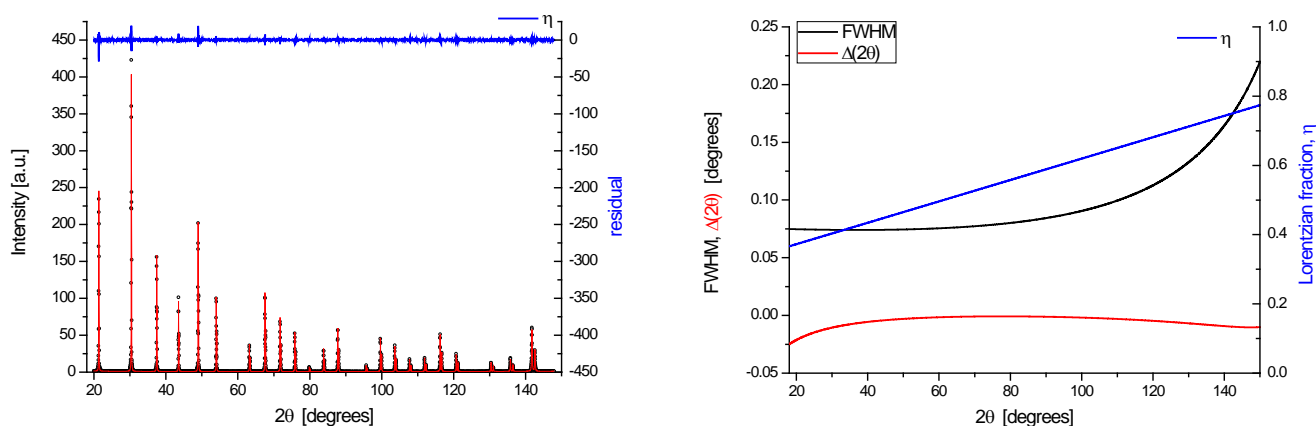 η
450
400
350
300
250
200
150
100
50
0
Intensity [a.u.]
0
-50
-100
-150
-200
-250
-300
-350
-400
-450
residual
20 40 60 80 100 120 140
2θ [degrees]
FWHM
Δ(2θ)
η
0.25
0.20
0.15
0.10
0.05
0.00
-0.05
FWHM, Δ(2θ) [degrees]
1.0
0.8
0.6
0.4
0.2
0.0
Lorentzian fraction, η
20 40 60 80 100 120 140
2θ [degrees]